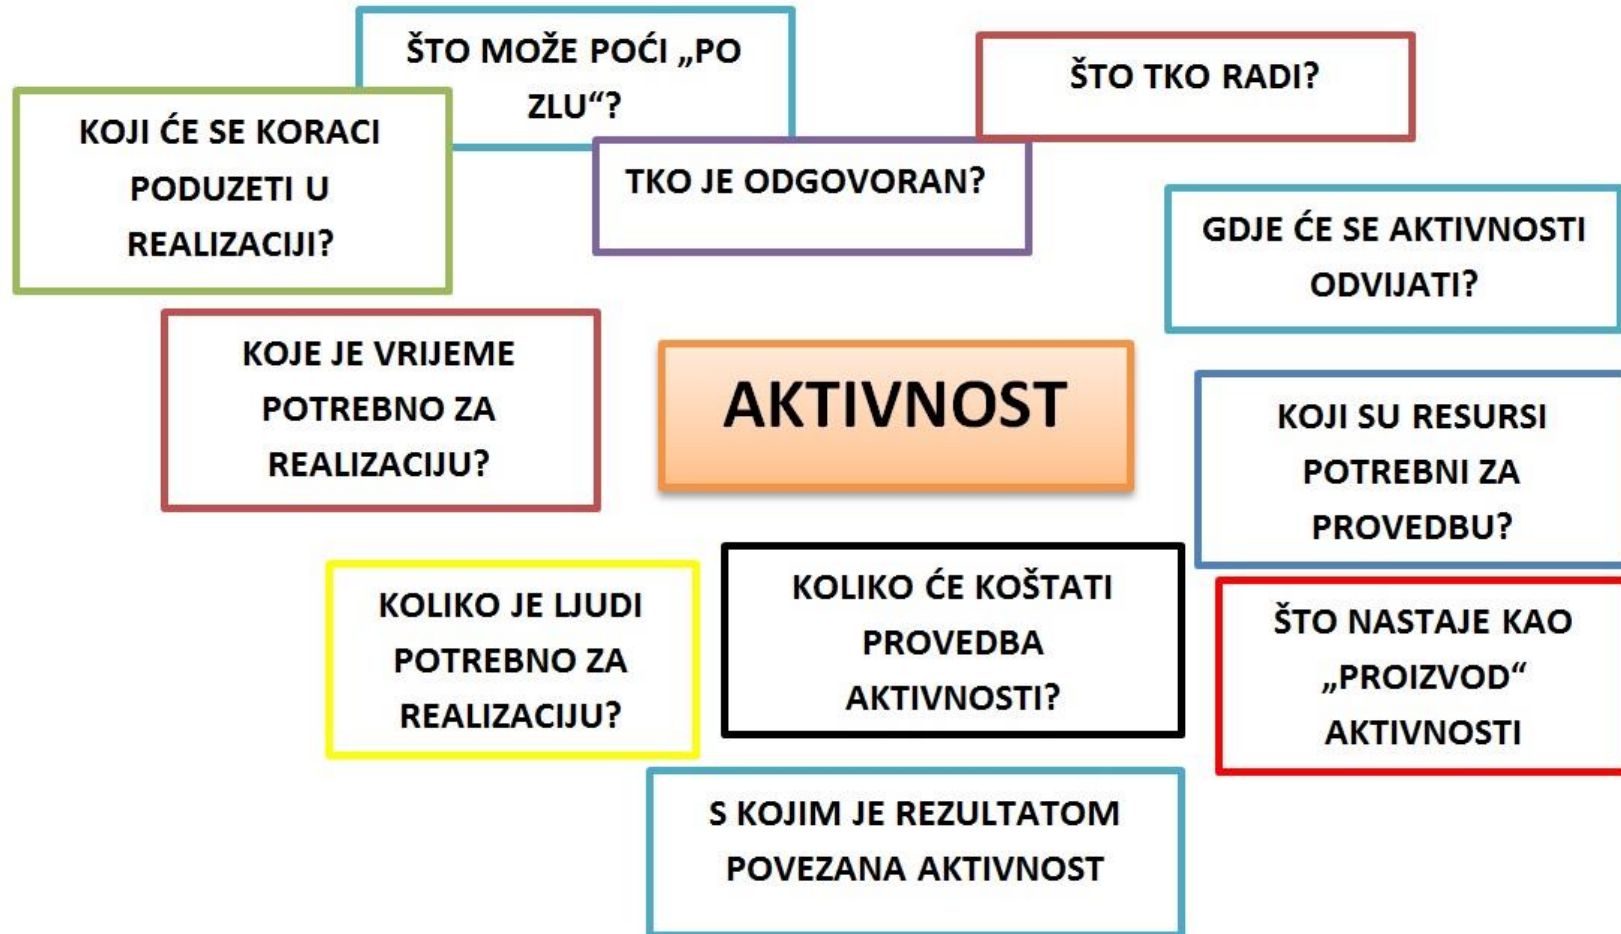 ŠTO MOŽE POĆI „PO
ZLU“?
ŠTO TKO RADI?
KOJI ĆE SE KORACI
PODUZETI U
REALIZACIJI?
TKO JE ODGOVORAN?
GDJE ĆE SE AKTIVNOSTI
ODVIJATI?
KOJE JE VRIJEME
POTREBNO ZA
REALIZACIJU?
AKTIVNOST
KOJI SU RESURSI
POTREBNI ZA
PROVEDBU?
KOLIKO JE LJUDI
POTREBNO ZA
REALIZACIJU?
KOLIKO ĆE KOŠTATI
PROVEDBA
AKTIVNOSTI?
ŠTO NASTAJE KAO
„PROIZVOD“
AKTIVNOSTI
S KOJIM JE REZULTATOM
POVEZANA AKTIVNOST